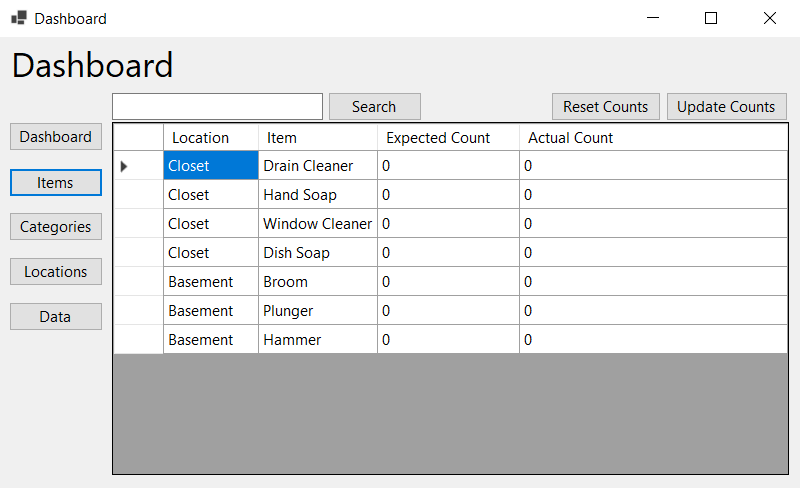 Dashboard
Dashboard
Search Reset Counts Update Counts
Dashboard
Items
Categories
Locations
Data
Location Item Expected Count Actual Count
Closet Drain Cleaner 0 0
Closet Hand Soap 0 0
Closet Window Cleaner 0 0
Closet Dish Soap 0 0
Basement Broom 0 0
Basement Plunger 0 0
Basement Hammer 0 0